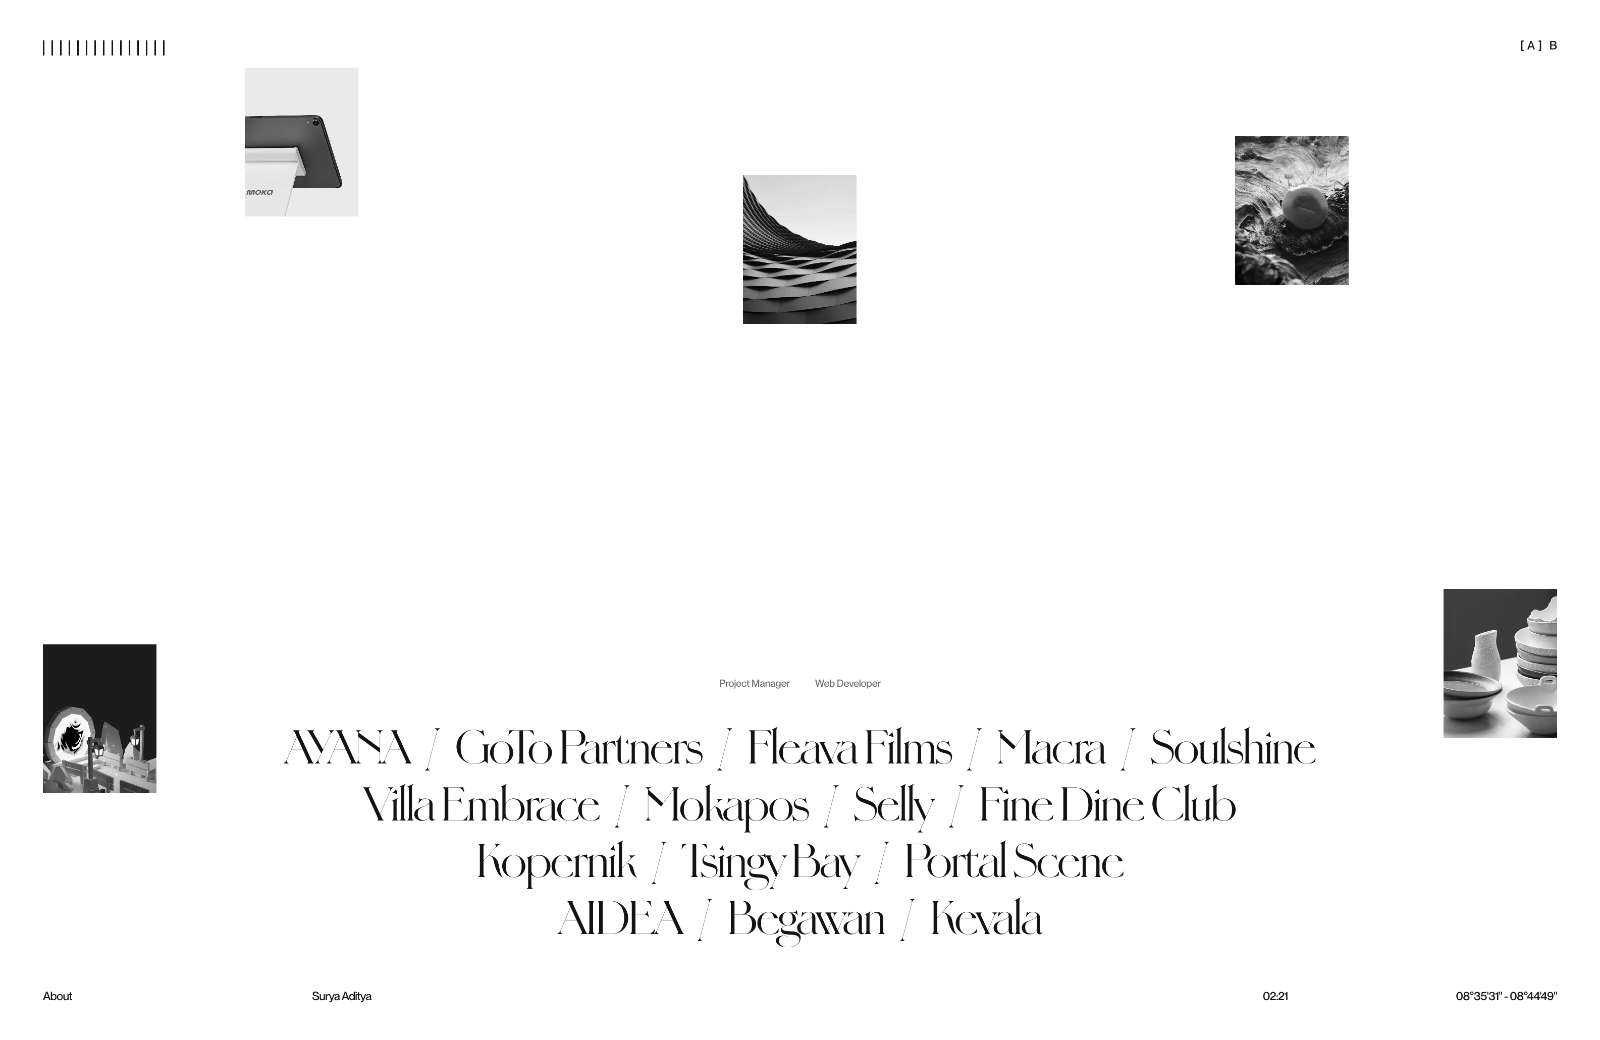 [ A ] B
MOKA
Project Manager Web Developer
AYANA / GoTo Partners / Fleava Films / Macra / Soulshine
Villa Embrace / Mokapos / Selly / Fine Dine Club
Kopernik / Tsingy Bay / Portal Scene
AIDEA / Begawan / Kevala
About Surya Aditya 02:21 08°35'31" - 08°44'49"